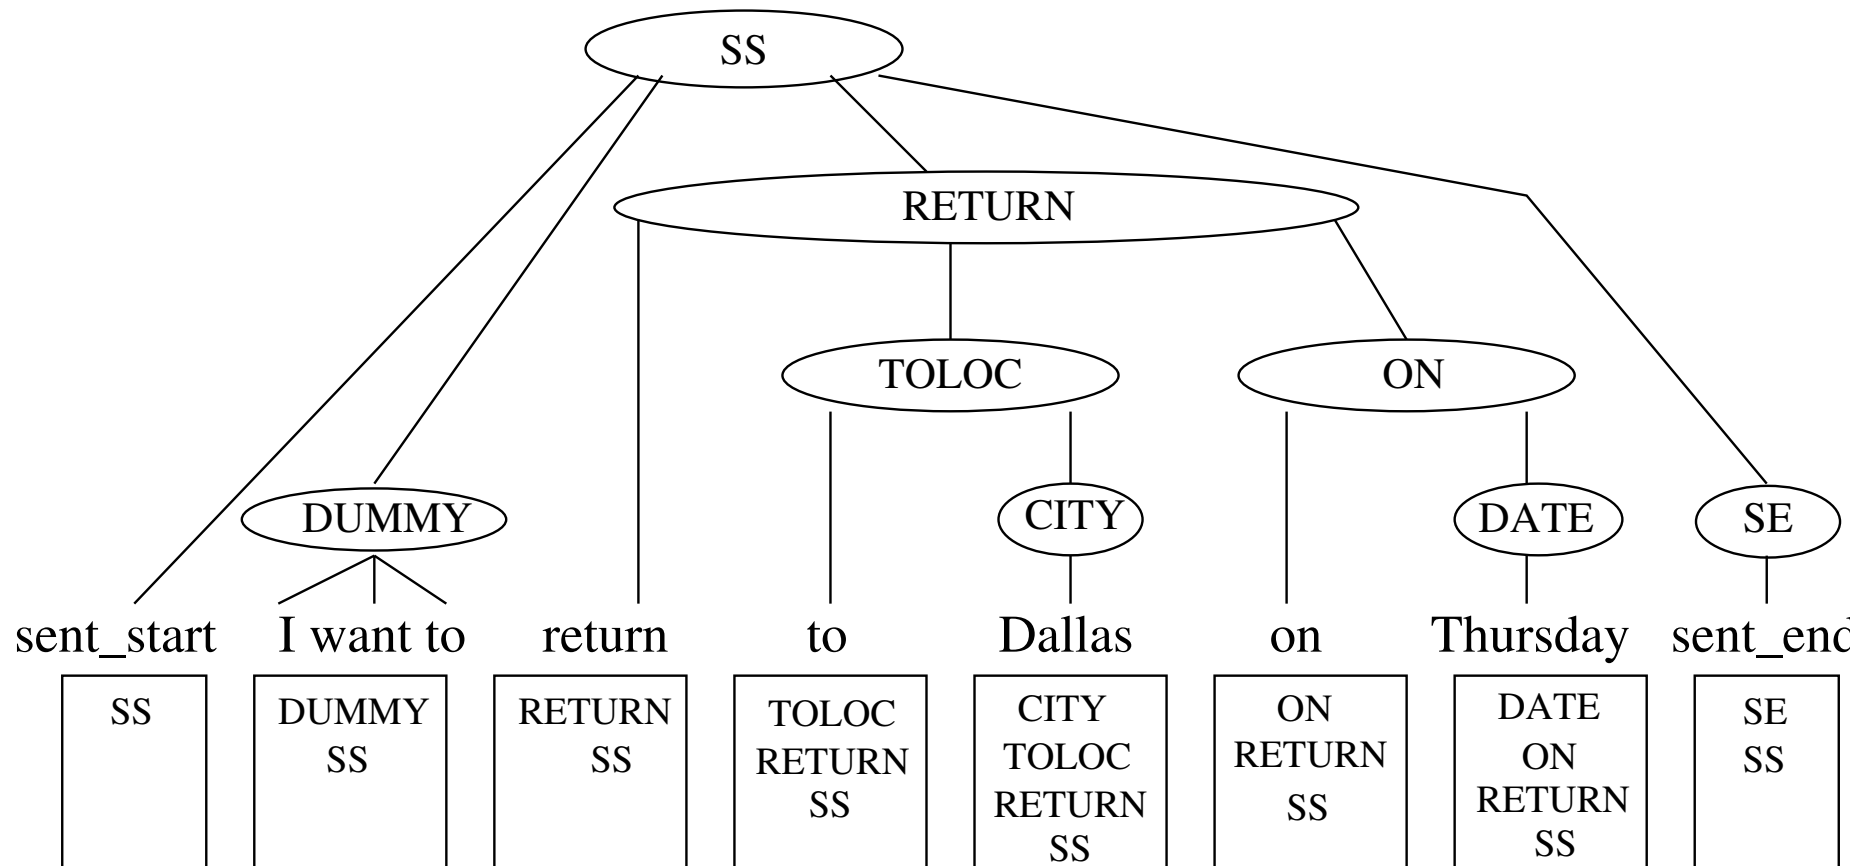 SS
RETURN
TOLOC ON
DUMMY CITY DATE SE
sent_start I want to return to Dallas on Thursday sent_end
SS DUMMY RETURN TOLOC CITY ON DATE SE
SS SS RETURN TOLOC RETURN ON SS
SS RETURN SS RETURN
SS SS